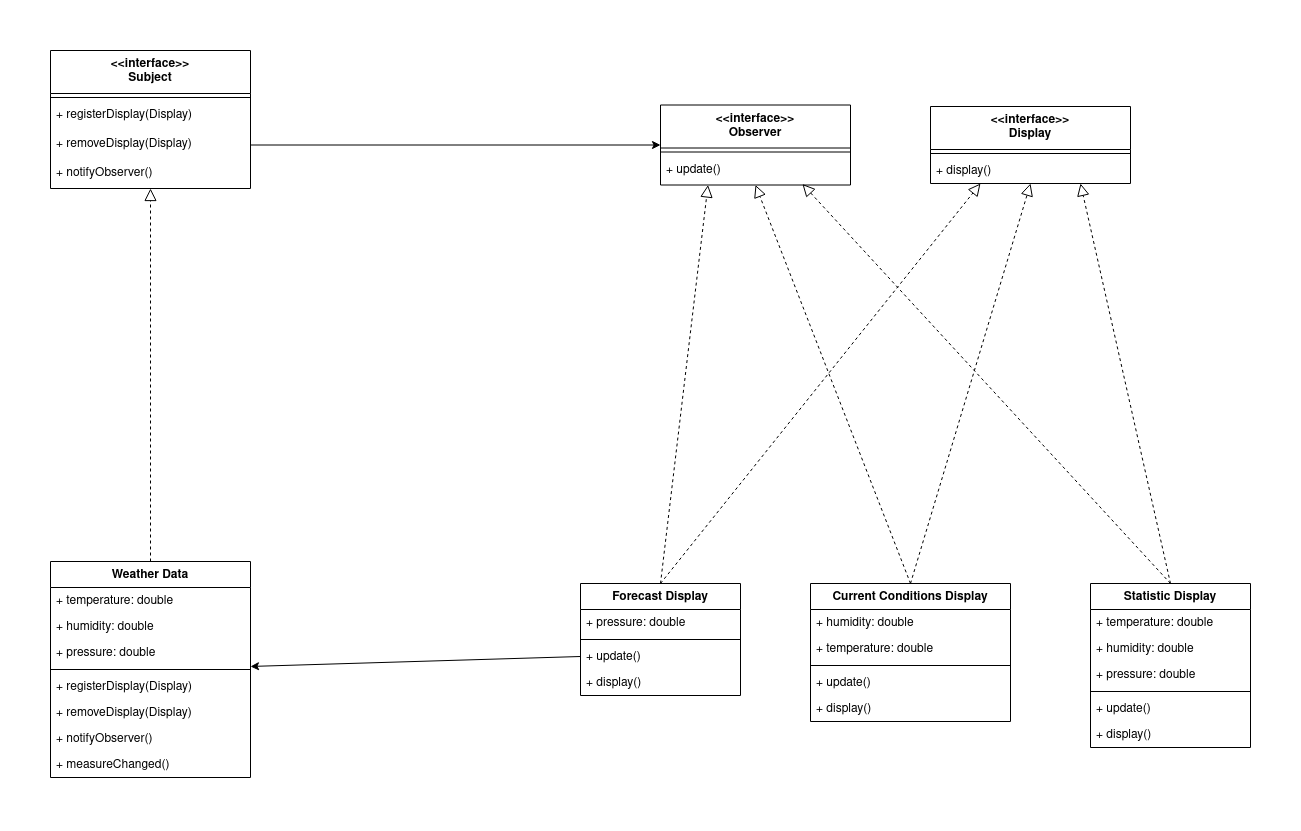 <<interface>>
Subject
+ registerDisplay(Display)
+ removeDisplay(Display)
+ notifyObserver()
<<interface>>
Observer
+ update()
<<interface>>
Display
+ display()
Weather Data
+ temperature: double
+ humidity: double
+ pressure: double
+ registerDisplay(Display)
+ removeDisplay(Display)
+ notifyObserver()
+ measureChanged()
Forecast Display
+ pressure: double
+ update()
+ display()
Current Conditions Display
+ humidity: double
+ temperature: double
+ update()
+ display()
Statistic Display
+ temperature: double
+ humidity: double
+ pressure: double
+ update()
+ display()